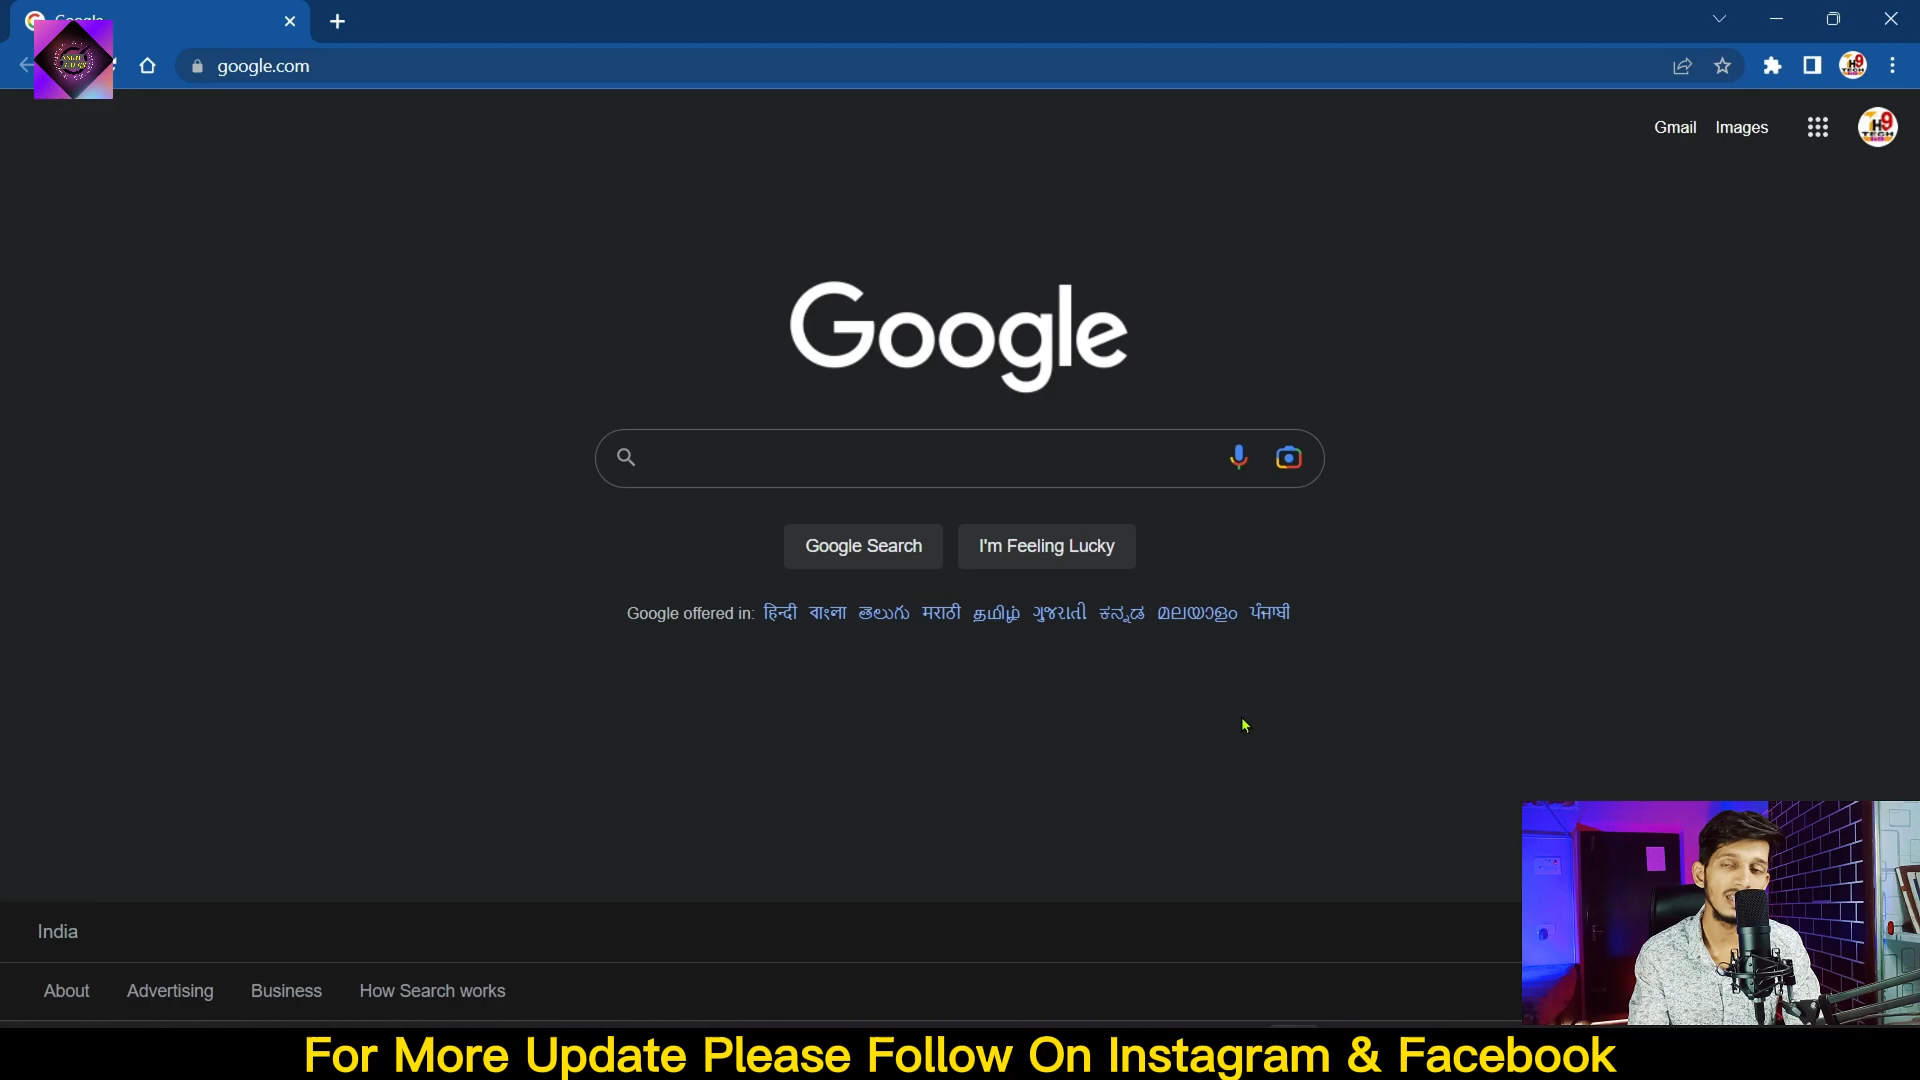 google.com
Gmail Images
Google
Google Search I'm Feeling Lucky
Google offered in: हिन्दी বাংলা తెలుగు मराठी தமிழ் ગુજરાતી ಕನ್ನಡ മലയാളം ਪੰਜਾਬੀ
India
About Advertising Business How Search works
For More Update Please Follow On Instagram & Facebook